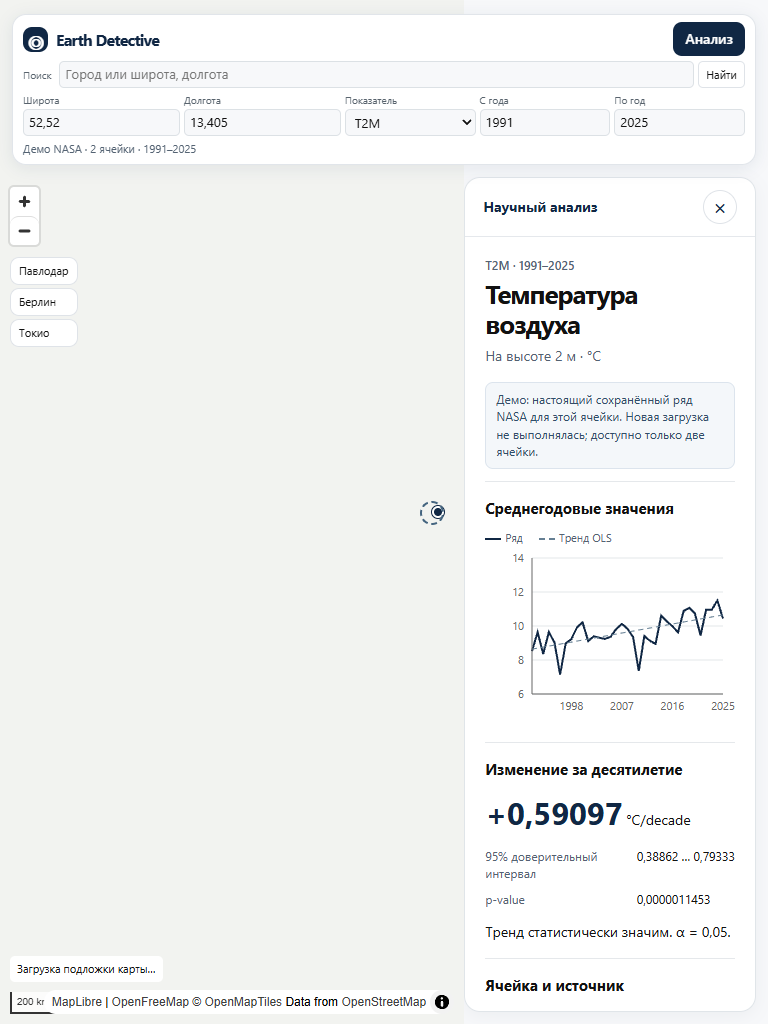 Earth Detective
Анализ
Поиск
Город или широта, долгота
Найти
Широта
Долгота
Показатель
С года
По год
52,52
13,405
T2M
1991
2025
Демо NASA · 2 ячейки · 1991–2025
Павлодар
Берлин
Токио
Научный анализ
T2M · 1991–2025
Температура
воздуха
На высоте 2 м · °C
Демо: настоящий сохранённый ряд
NASA для этой ячейки. Новая загрузка
не выполнялась; доступно только две
ячейки.
Среднегодовые значения
Ряд
Тренд OLS
14
12
10
8
6
1998
2007
2016
2025
Изменение за десятилетие
+0,59097 °C/decade
95% доверительный
интервал
0,38862 … 0,79333
p-value
0,0000011453
Тренд статистически значим. α = 0,05.
Ячейка и источник
Загрузка подложки карты…
200 кг
MapLibre | OpenFreeMap © OpenMapTiles Data from OpenStreetMap